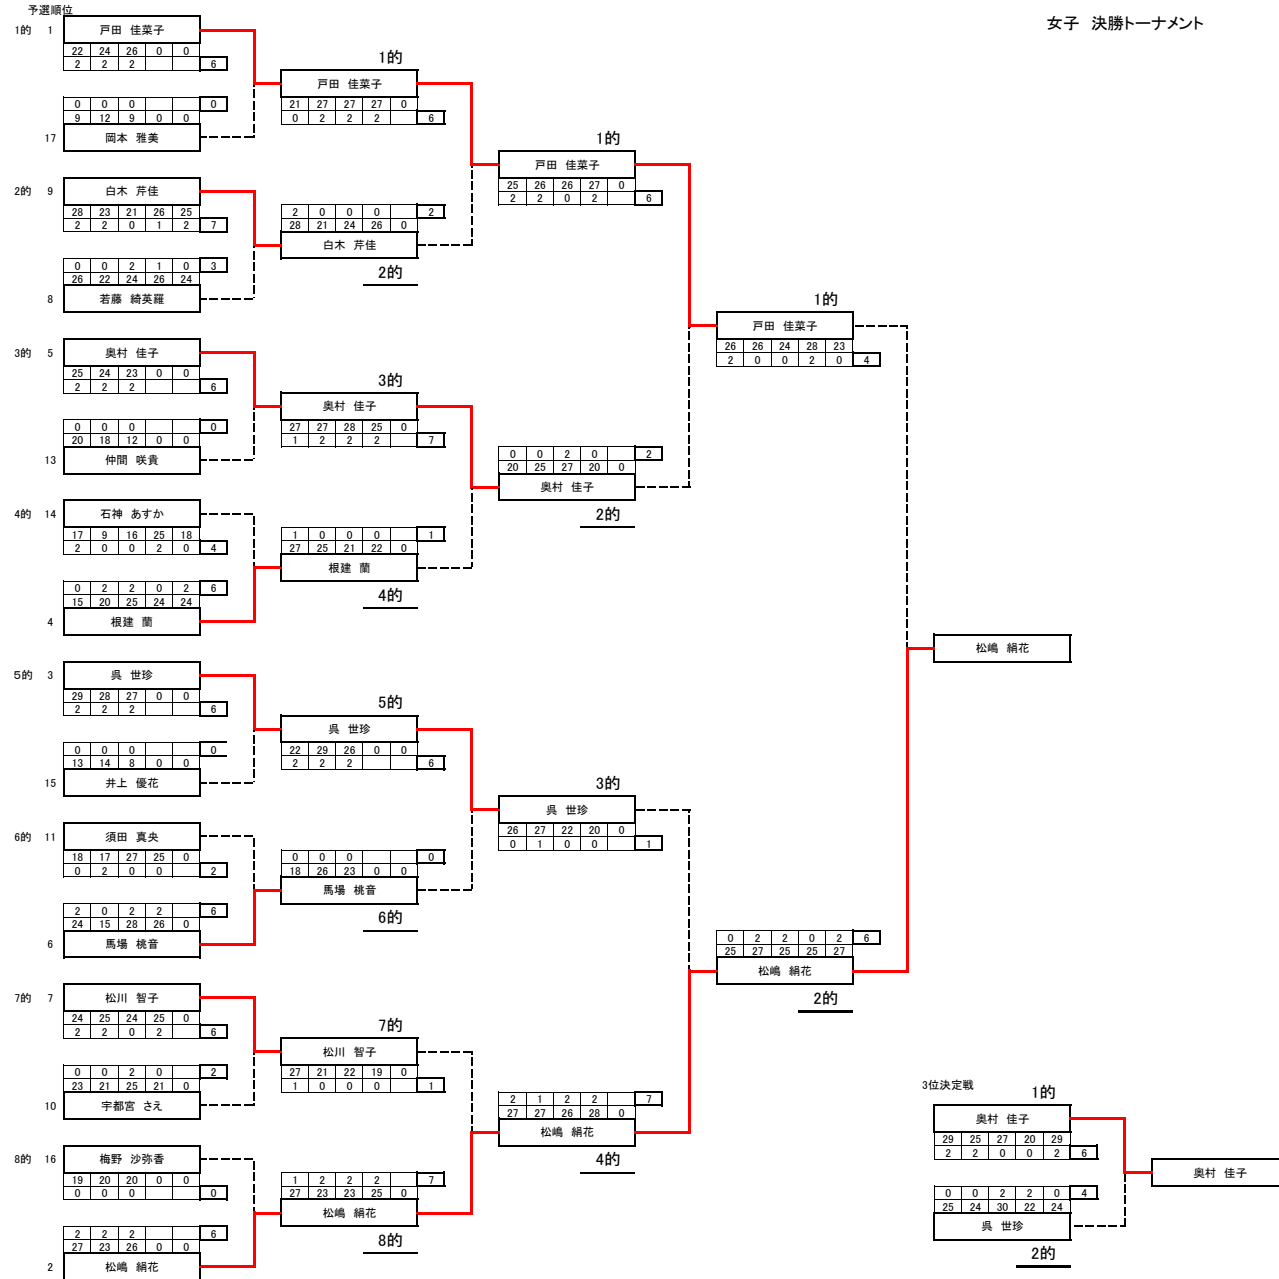 予選順位
女子 決勝トーナメント
1的 1 戸田 佳菜子
22 24 26 0 0
2 2 2 6
0 0 0 0
9 12 9 0 0
17 岡本 雅美
2的 9 白木 芹佳
28 23 21 26 25
2 2 0 1 2 7
0 0 2 1 0 3
26 22 24 26 24
8 若藤 綺英羅
3的 5 奥村 佳子
25 24 23 0 0
2 2 2 6
0 0 0 0
20 18 12 0 0
13 仲間 咲貴
4的 14 石神 あすか
17 9 16 25 18
2 0 0 2 0 4
0 2 2 0 2 6
15 20 25 24 24
4 根建 蘭
5的 3 呉 世珍
29 28 27 0 0
2 2 2 6
0 0 0 0
13 14 8 0 0
15 井上 優花
6的 11 須田 真央
18 17 27 25 0
0 2 0 0 2
2 0 2 2 6
24 15 28 26 0
6 馬場 桃音
7的 7 松川 智子
24 25 24 25 0
2 2 0 2 6
0 0 2 0 2
23 21 25 21 0
10 宇都宮 さえ
8的 16 梅野 沙弥香
19 20 20 0 0
0 0 0 0
2 2 2 6
27 23 26 0 0
2 松嶋 絹花
1的
戸田 佳菜子
21 27 27 27 0
0 2 2 2 6
2 0 0 0 2
28 21 24 26 0
白木 芹佳
2的
3的
奥村 佳子
27 27 28 25 0
1 2 2 2 7
1 0 0 0 1
27 25 21 22 0
根建 蘭
4的
5的
呉 世珍
22 29 26 0 0
2 2 2 6
0 0 0 0
18 26 23 0 0
馬場 桃音
6的
7的
松川 智子
27 21 22 19 0
1 0 0 0 1
1 2 2 2 7
27 23 23 25 0
松嶋 絹花
8的
1的
戸田 佳菜子
25 26 26 27 0
2 2 0 2 6
0 0 2 0 2
20 25 27 20 0
奥村 佳子
2的
3的
呉 世珍
26 27 22 20 0
0 1 0 0 1
2 1 2 2 7
27 27 26 28 0
松嶋 絹花
4的
1的
戸田 佳菜子
26 26 24 28 23
2 0 0 2 0 4
0 2 2 0 2 6
25 27 25 25 27
松嶋 絹花
2的
松嶋 絹花
3位決定戦
1的
奥村 佳子
29 25 27 20 29
2 2 0 0 2 6
0 0 2 2 0 4
25 24 30 22 24
呉 世珍
2的
奥村 佳子